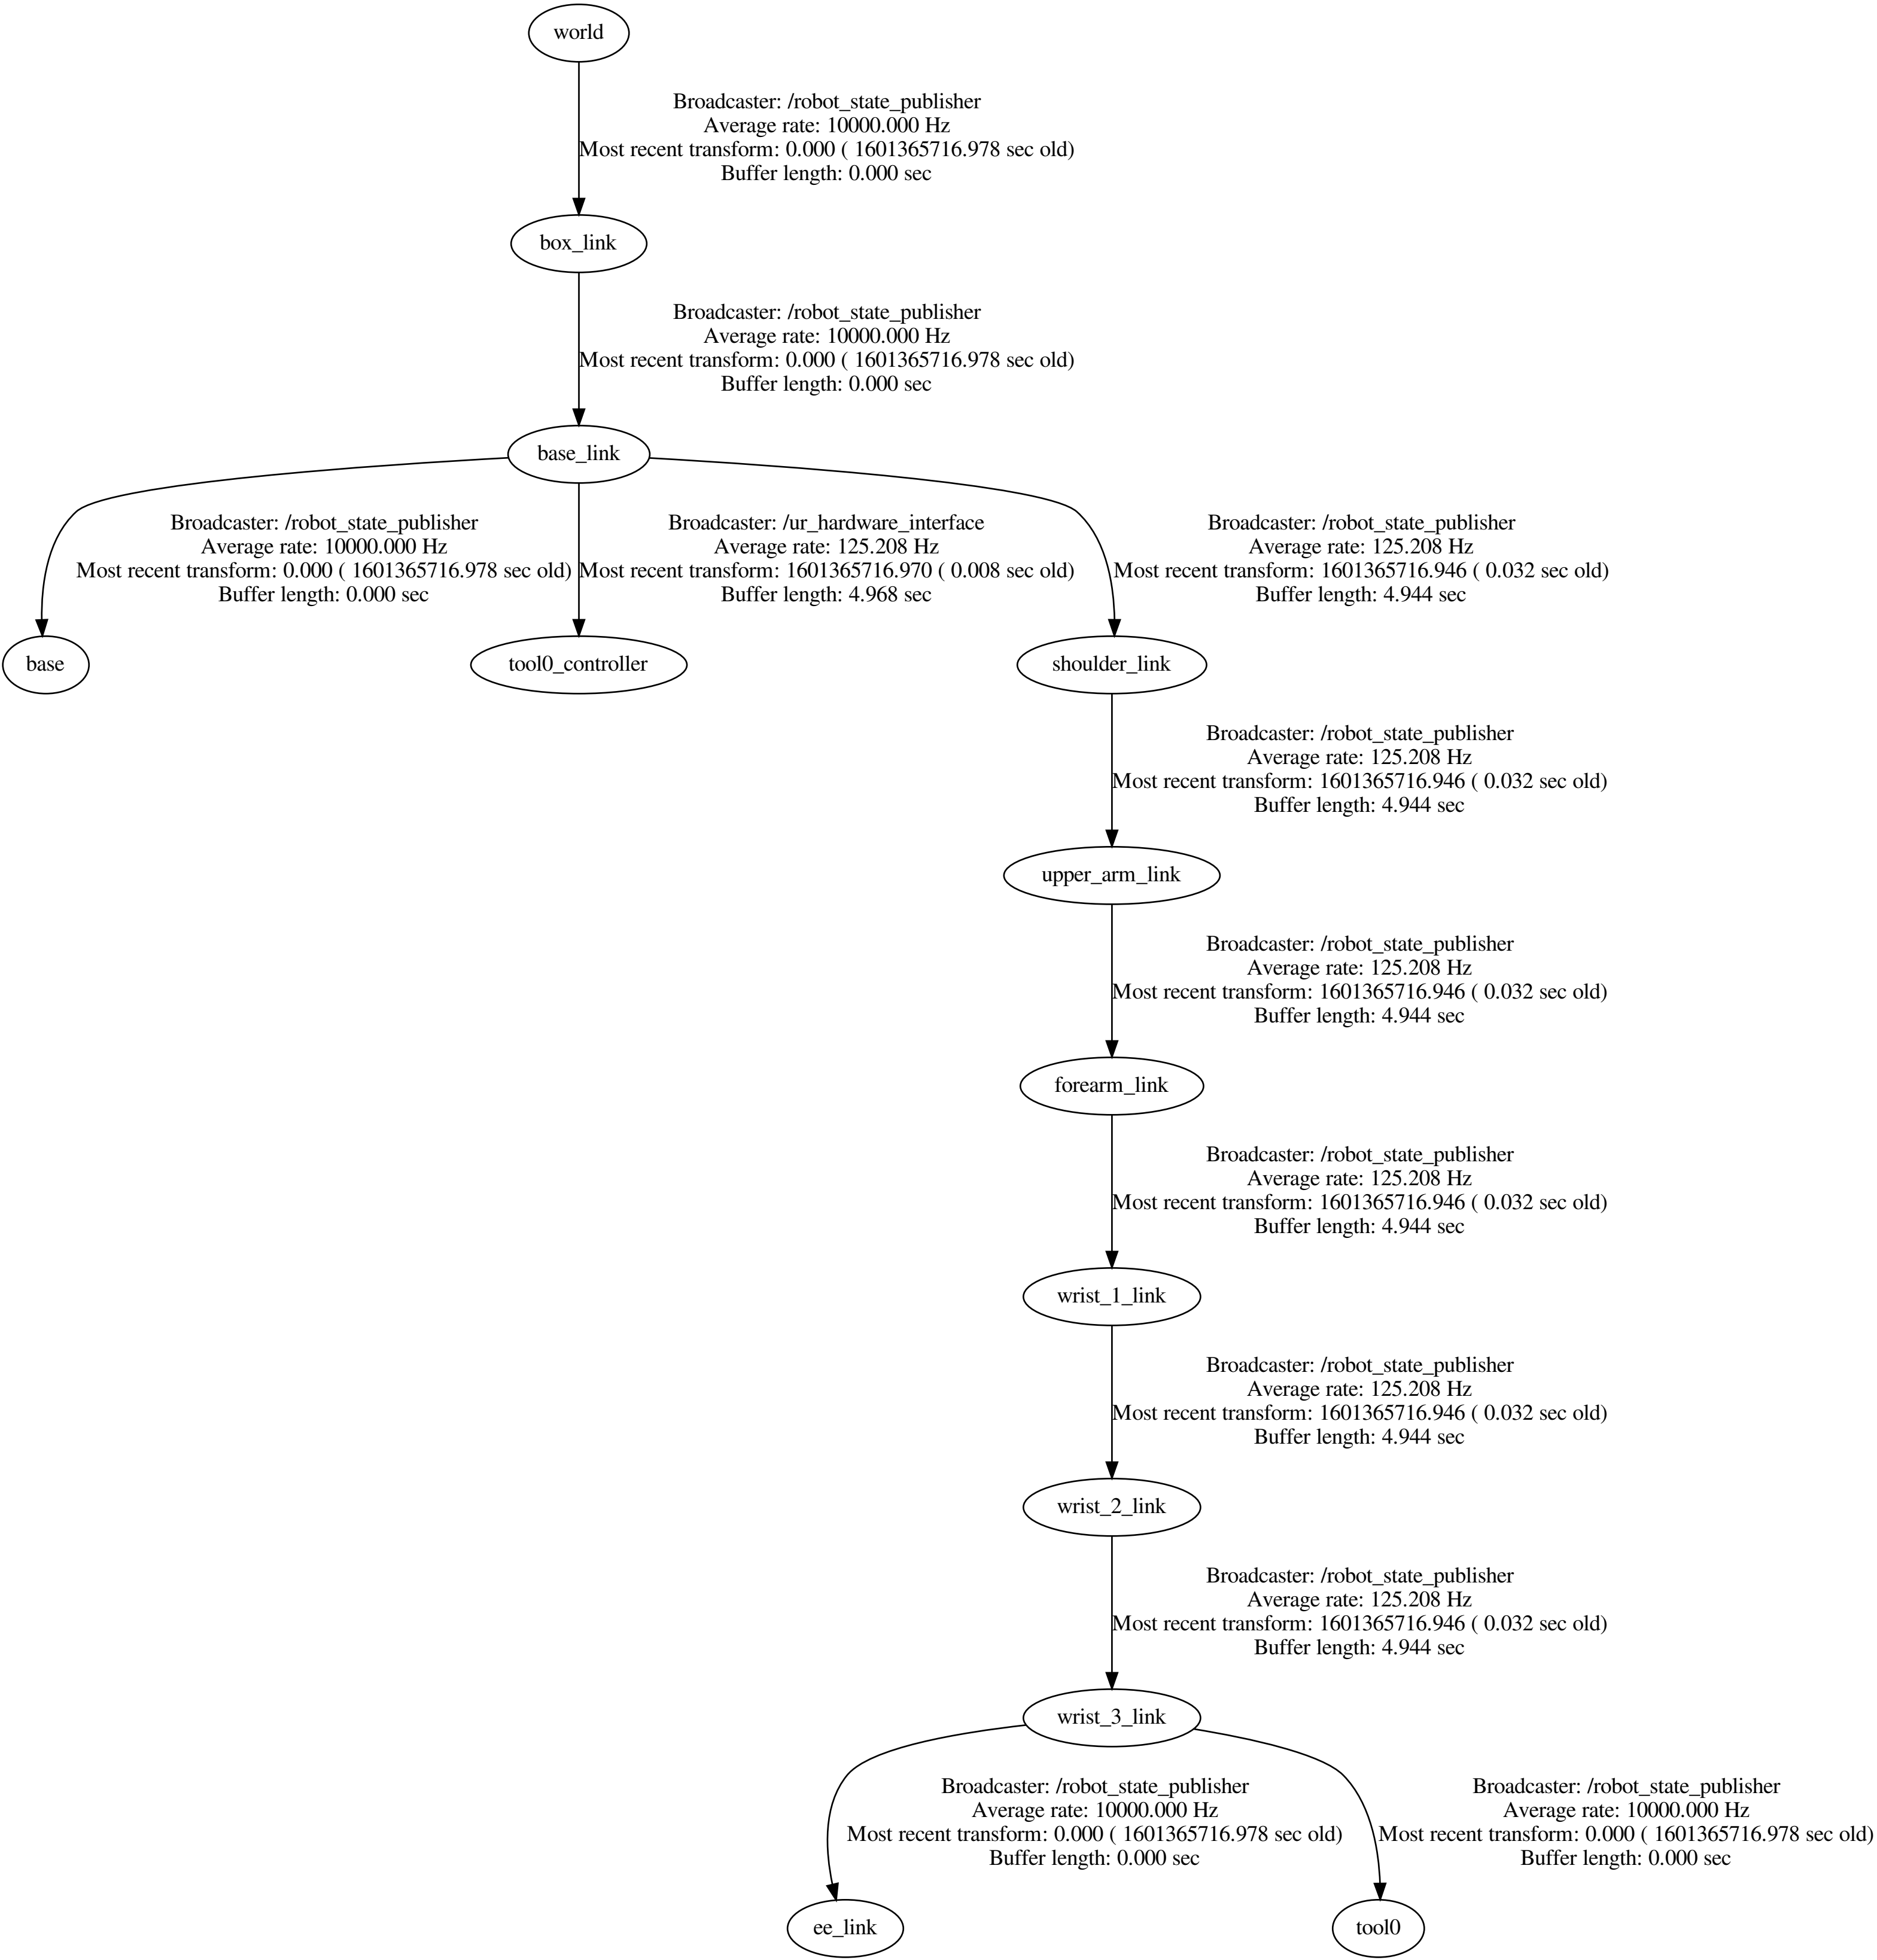 world
Broadcaster: /robot_state_publisher
Average rate: 10000.000 Hz
Most recent transform: 0.000 ( 1601365716.978 sec old)
Buffer length: 0.000 sec
box_link
Broadcaster: /robot_state_publisher
Average rate: 10000.000 Hz
Most recent transform: 0.000 ( 1601365716.978 sec old)
Buffer length: 0.000 sec
base_link
Broadcaster: /robot_state_publisher
Average rate: 10000.000 Hz
Most recent transform: 0.000 ( 1601365716.978 sec old)
Buffer length: 0.000 sec
Broadcaster: /ur_hardware_interface
Average rate: 125.208 Hz
Most recent transform: 1601365716.970 ( 0.008 sec old)
Buffer length: 4.968 sec
Broadcaster: /robot_state_publisher
Average rate: 125.208 Hz
Most recent transform: 1601365716.946 ( 0.032 sec old)
Buffer length: 4.944 sec
base
tool0_controller
shoulder_link
Broadcaster: /robot_state_publisher
Average rate: 125.208 Hz
Most recent transform: 1601365716.946 ( 0.032 sec old)
Buffer length: 4.944 sec
upper_arm_link
Broadcaster: /robot_state_publisher
Average rate: 125.208 Hz
Most recent transform: 1601365716.946 ( 0.032 sec old)
Buffer length: 4.944 sec
forearm_link
Broadcaster: /robot_state_publisher
Average rate: 125.208 Hz
Most recent transform: 1601365716.946 ( 0.032 sec old)
Buffer length: 4.944 sec
wrist_1_link
Broadcaster: /robot_state_publisher
Average rate: 125.208 Hz
Most recent transform: 1601365716.946 ( 0.032 sec old)
Buffer length: 4.944 sec
wrist_2_link
Broadcaster: /robot_state_publisher
Average rate: 125.208 Hz
Most recent transform: 1601365716.946 ( 0.032 sec old)
Buffer length: 4.944 sec
wrist_3_link
Broadcaster: /robot_state_publisher
Average rate: 10000.000 Hz
Most recent transform: 0.000 ( 1601365716.978 sec old)
Buffer length: 0.000 sec
Broadcaster: /robot_state_publisher
Average rate: 10000.000 Hz
Most recent transform: 0.000 ( 1601365716.978 sec old)
Buffer length: 0.000 sec
ee_link
tool0